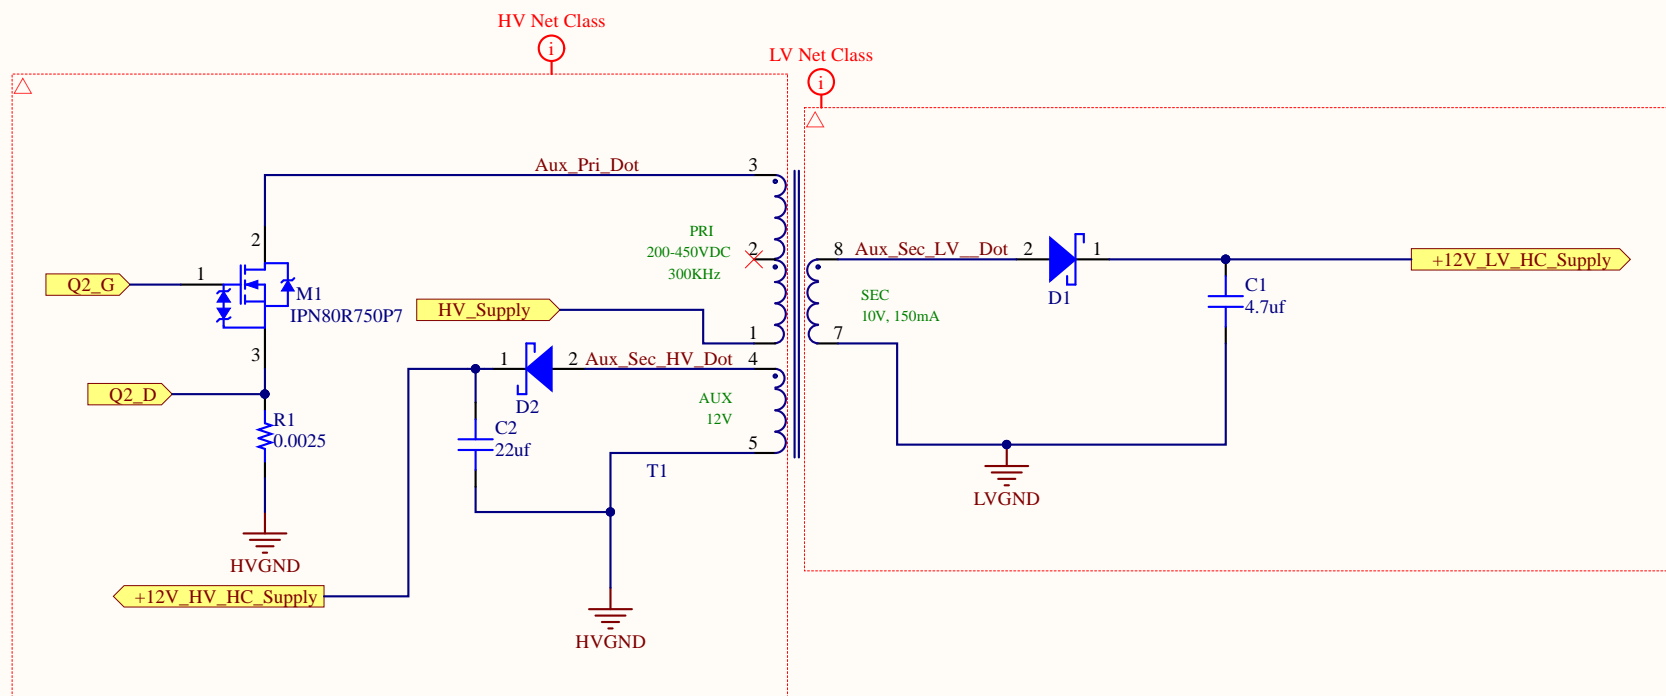 HV Net Class
i
LV Net Class
i
Aux_Pri_Dot
3
2
PRI
200-450VDC
300KHz
2
8
Aux_Sec_LV__Dot
2
1
+12V_LV_HC_Supply
D1
1
Q2_G
M1
IPN80R750P7
HV_Supply
SEC
10V, 150mA
C1
4.7uf
1
7
3
1
2
Aux_Sec_HV_Dot
4
D2
Q2_D
AUX
12V
R1
0.0025
C2
22uf
5
T1
LVGND
HVGND
+12V_HV_HC_Supply
HVGND